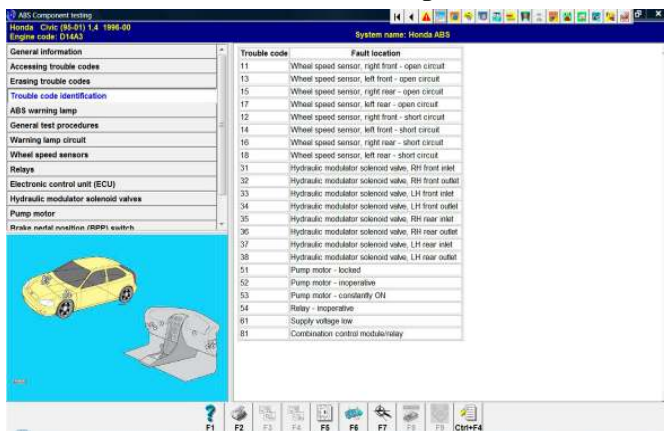 ABS Component testing
Honda Civic (95-01) 1,4 1996-00
Engine code: D14A3
System name: Honda ABS
General information
Accessing trouble codes
Erasing trouble codes
Trouble code identification
ABS warning lamp
General test procedures
Warning lamp circuit
Wheel speed sensors
Relays
Electronic control unit (ECU)
Hydraulic modulator solenoid valves
Pump motor
Brake pedal position (BPP) switch
Trouble code Fault location
11 Wheel speed sensor, right front - open circuit
13 Wheel speed sensor, left front - open circuit
15 Wheel speed sensor, right rear - open circuit
17 Wheel speed sensor, left rear - open circuit
12 Wheel speed sensor, right front - short circuit
14 Wheel speed sensor, left front - short circuit
16 Wheel speed sensor, right rear - short circuit
18 Wheel speed sensor, left rear - short circuit
31 Hydraulic modulator solenoid valve, RH front inlet
32 Hydraulic modulator solenoid valve, RH front outlet
33 Hydraulic modulator solenoid valve, LH front inlet
34 Hydraulic modulator solenoid valve, LH front outlet
35 Hydraulic modulator solenoid valve, RH rear inlet
36 Hydraulic modulator solenoid valve, RH rear outlet
37 Hydraulic modulator solenoid valve, LH rear inlet
38 Hydraulic modulator solenoid valve, LH rear outlet
51 Pump motor - locked
52 Pump motor - inoperative
53 Pump motor - constantly ON
54 Relay - inoperative
61 Supply voltage low
81 Combination control module/relay
F1 F2 F3 F4 F5 F6 F7 F8 F9 Ctrl+F4